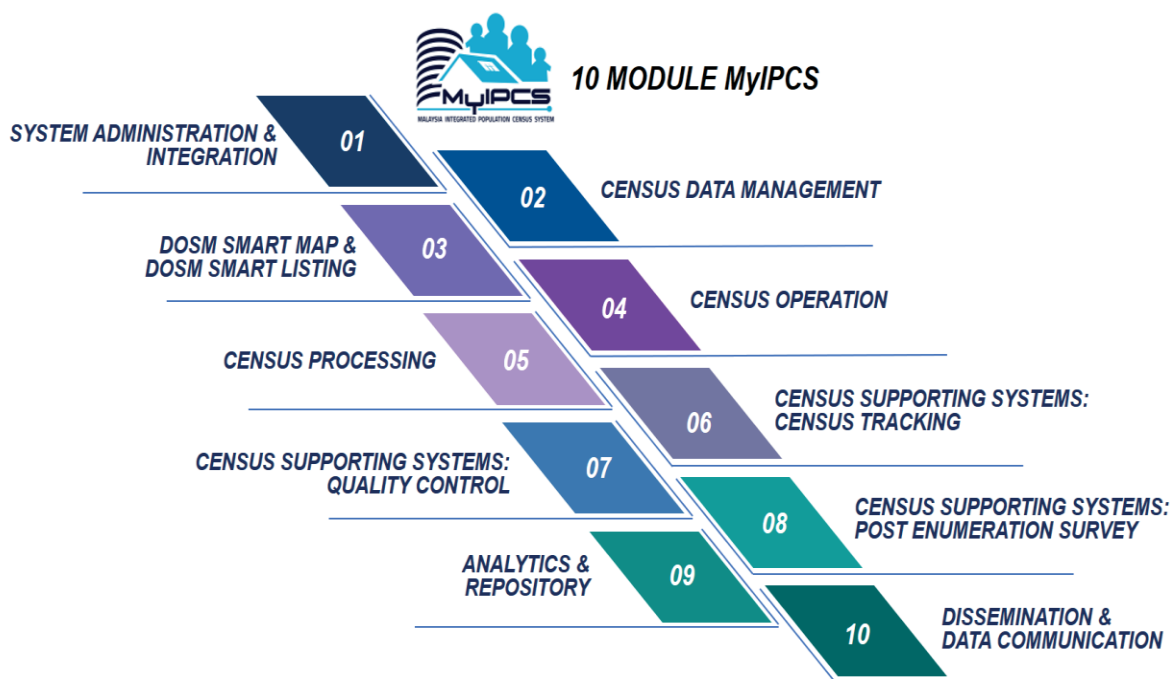 MyIPCS
MALAYSIA INTEGRATED POPULATION CENSUS SYSTEM
10 MODULE MyIPCS
01
SYSTEM ADMINISTRATION &
INTEGRATION
02
CENSUS DATA MANAGEMENT
03
DOSM SMART MAP &
DOSM SMART LISTING
04
CENSUS OPERATION
05
CENSUS PROCESSING
06
CENSUS SUPPORTING SYSTEMS:
CENSUS TRACKING
07
CENSUS SUPPORTING SYSTEMS:
QUALITY CONTROL
08
CENSUS SUPPORTING SYSTEMS:
POST ENUMERATION SURVEY
09
ANALYTICS &
REPOSITORY
10
DISSEMINATION &
DATA COMMUNICATION